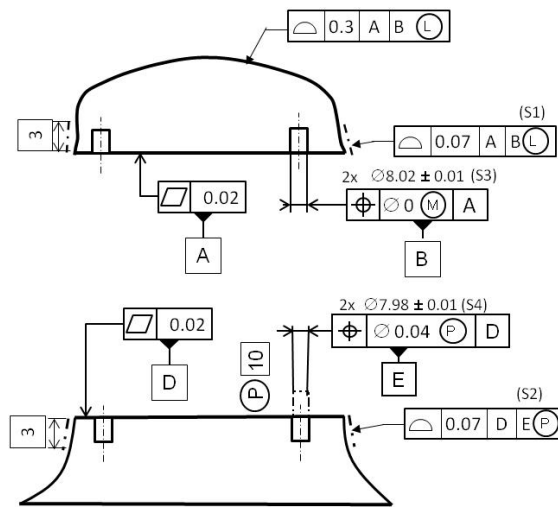 ⌓ 0.3 A B Ⓛ
(S1)
3
⌓ 0.07 A B Ⓛ
2x ∅8.02 ± 0.01 (S3)
⏥ 0.02
⌖ ∅0 Ⓜ A
A
B
2x ∅7.98 ± 0.01 (S4)
⏥ 0.02
⌖ ∅0.04 Ⓟ D
D
Ⓟ 10
E
(S2)
3
⌓ 0.07 D E Ⓟ